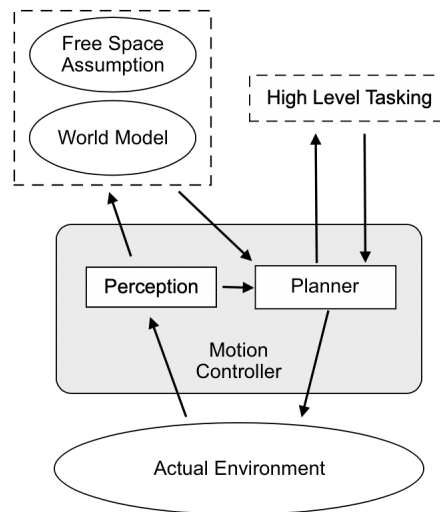 Free Space
Assumption
World Model
High Level Tasking
Perception
Planner
Motion
Controller
Actual Environment